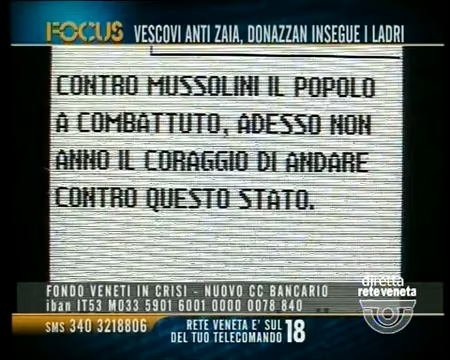 FOCUS
VESCOVI ANTI ZAIA, DONAZZAN INSEGUE I LADRI
CONTRO MUSSOLINI IL POPOLO
A COMBATTUTO, ADESSO NON
ANNO IL CORAGGIO DI ANDARE
CONTRO QUESTO STATO.
FONDO VENETI IN CRISI - NUOVO CC BANCARIO
iban IT53 M033 5901 6001 0000 0078 840
diretta
reteveneta
SMS 340 3218806
RETE VENETA E' SUL
DEL TUO TELECOMANDO
18